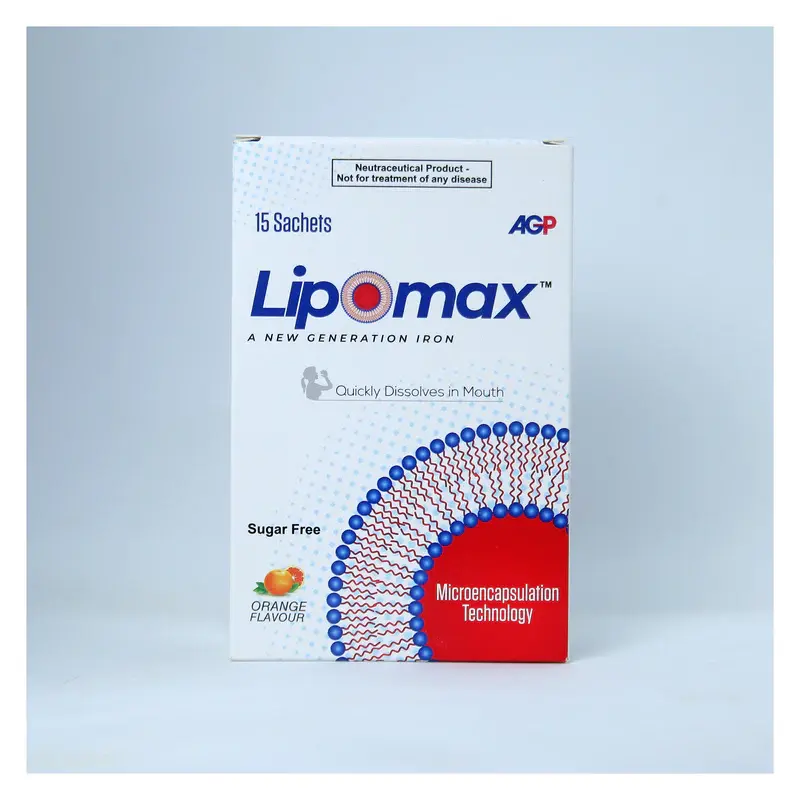 Neutraceutical Product -
Not for treatment of any disease
15 Sachets
AGP
Lipomax™
A NEW GENERATION IRON
Quickly Dissolves in Mouth
Sugar Free
ORANGE
FLAVOUR
Microencapsulation
Technology